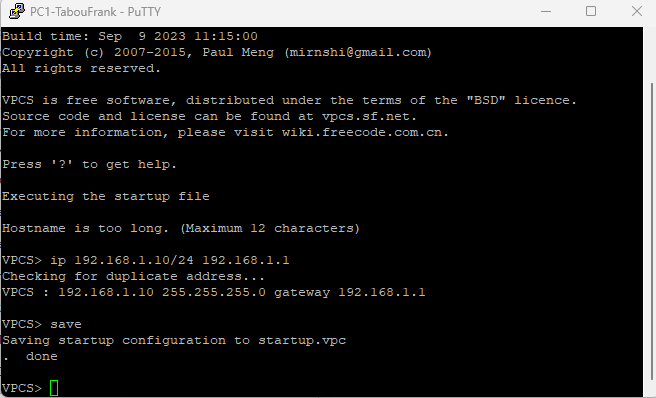 PC1-TabouFrank - PuTTY
Build time: Sep  9 2023 11:15:00
Copyright (c) 2007-2015, Paul Meng (mirnshi@gmail.com)
All rights reserved.
VPCS is free software, distributed under the terms of the "BSD" licence.
Source code and license can be found at vpcs.sf.net.
For more information, please visit wiki.freecode.com.cn.
Press '?' to get help.
Executing the startup file
Hostname is too long. (Maximum 12 characters)
VPCS> ip 192.168.1.10/24 192.168.1.1
Checking for duplicate address...
VPCS : 192.168.1.10 255.255.255.0 gateway 192.168.1.1
VPCS> save
Saving startup configuration to startup.vpc
.  done
VPCS>